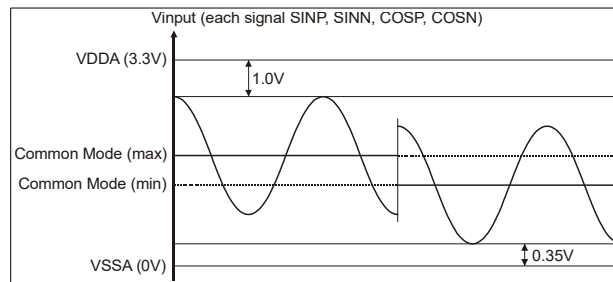 Vinput (each signal SINP, SINN, COSP, COSN)
VDDA (3.3V)
1.0V
Common Mode (max)
Common Mode (min)
0.35V
VSSA (0V)